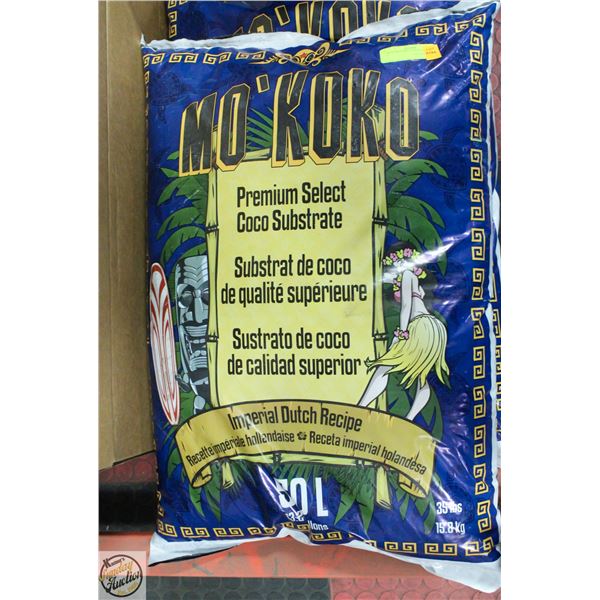 MO'KOKO
Premium Select
Coco Substrate
Substrat de coco
de qualité supérieure
Sustrato de coco
de calidad superior
Imperial Dutch Recipe
Recette impériale hollandaise Receta imperial holandesa
50 L
35 lbs
15.8 kg
Auction